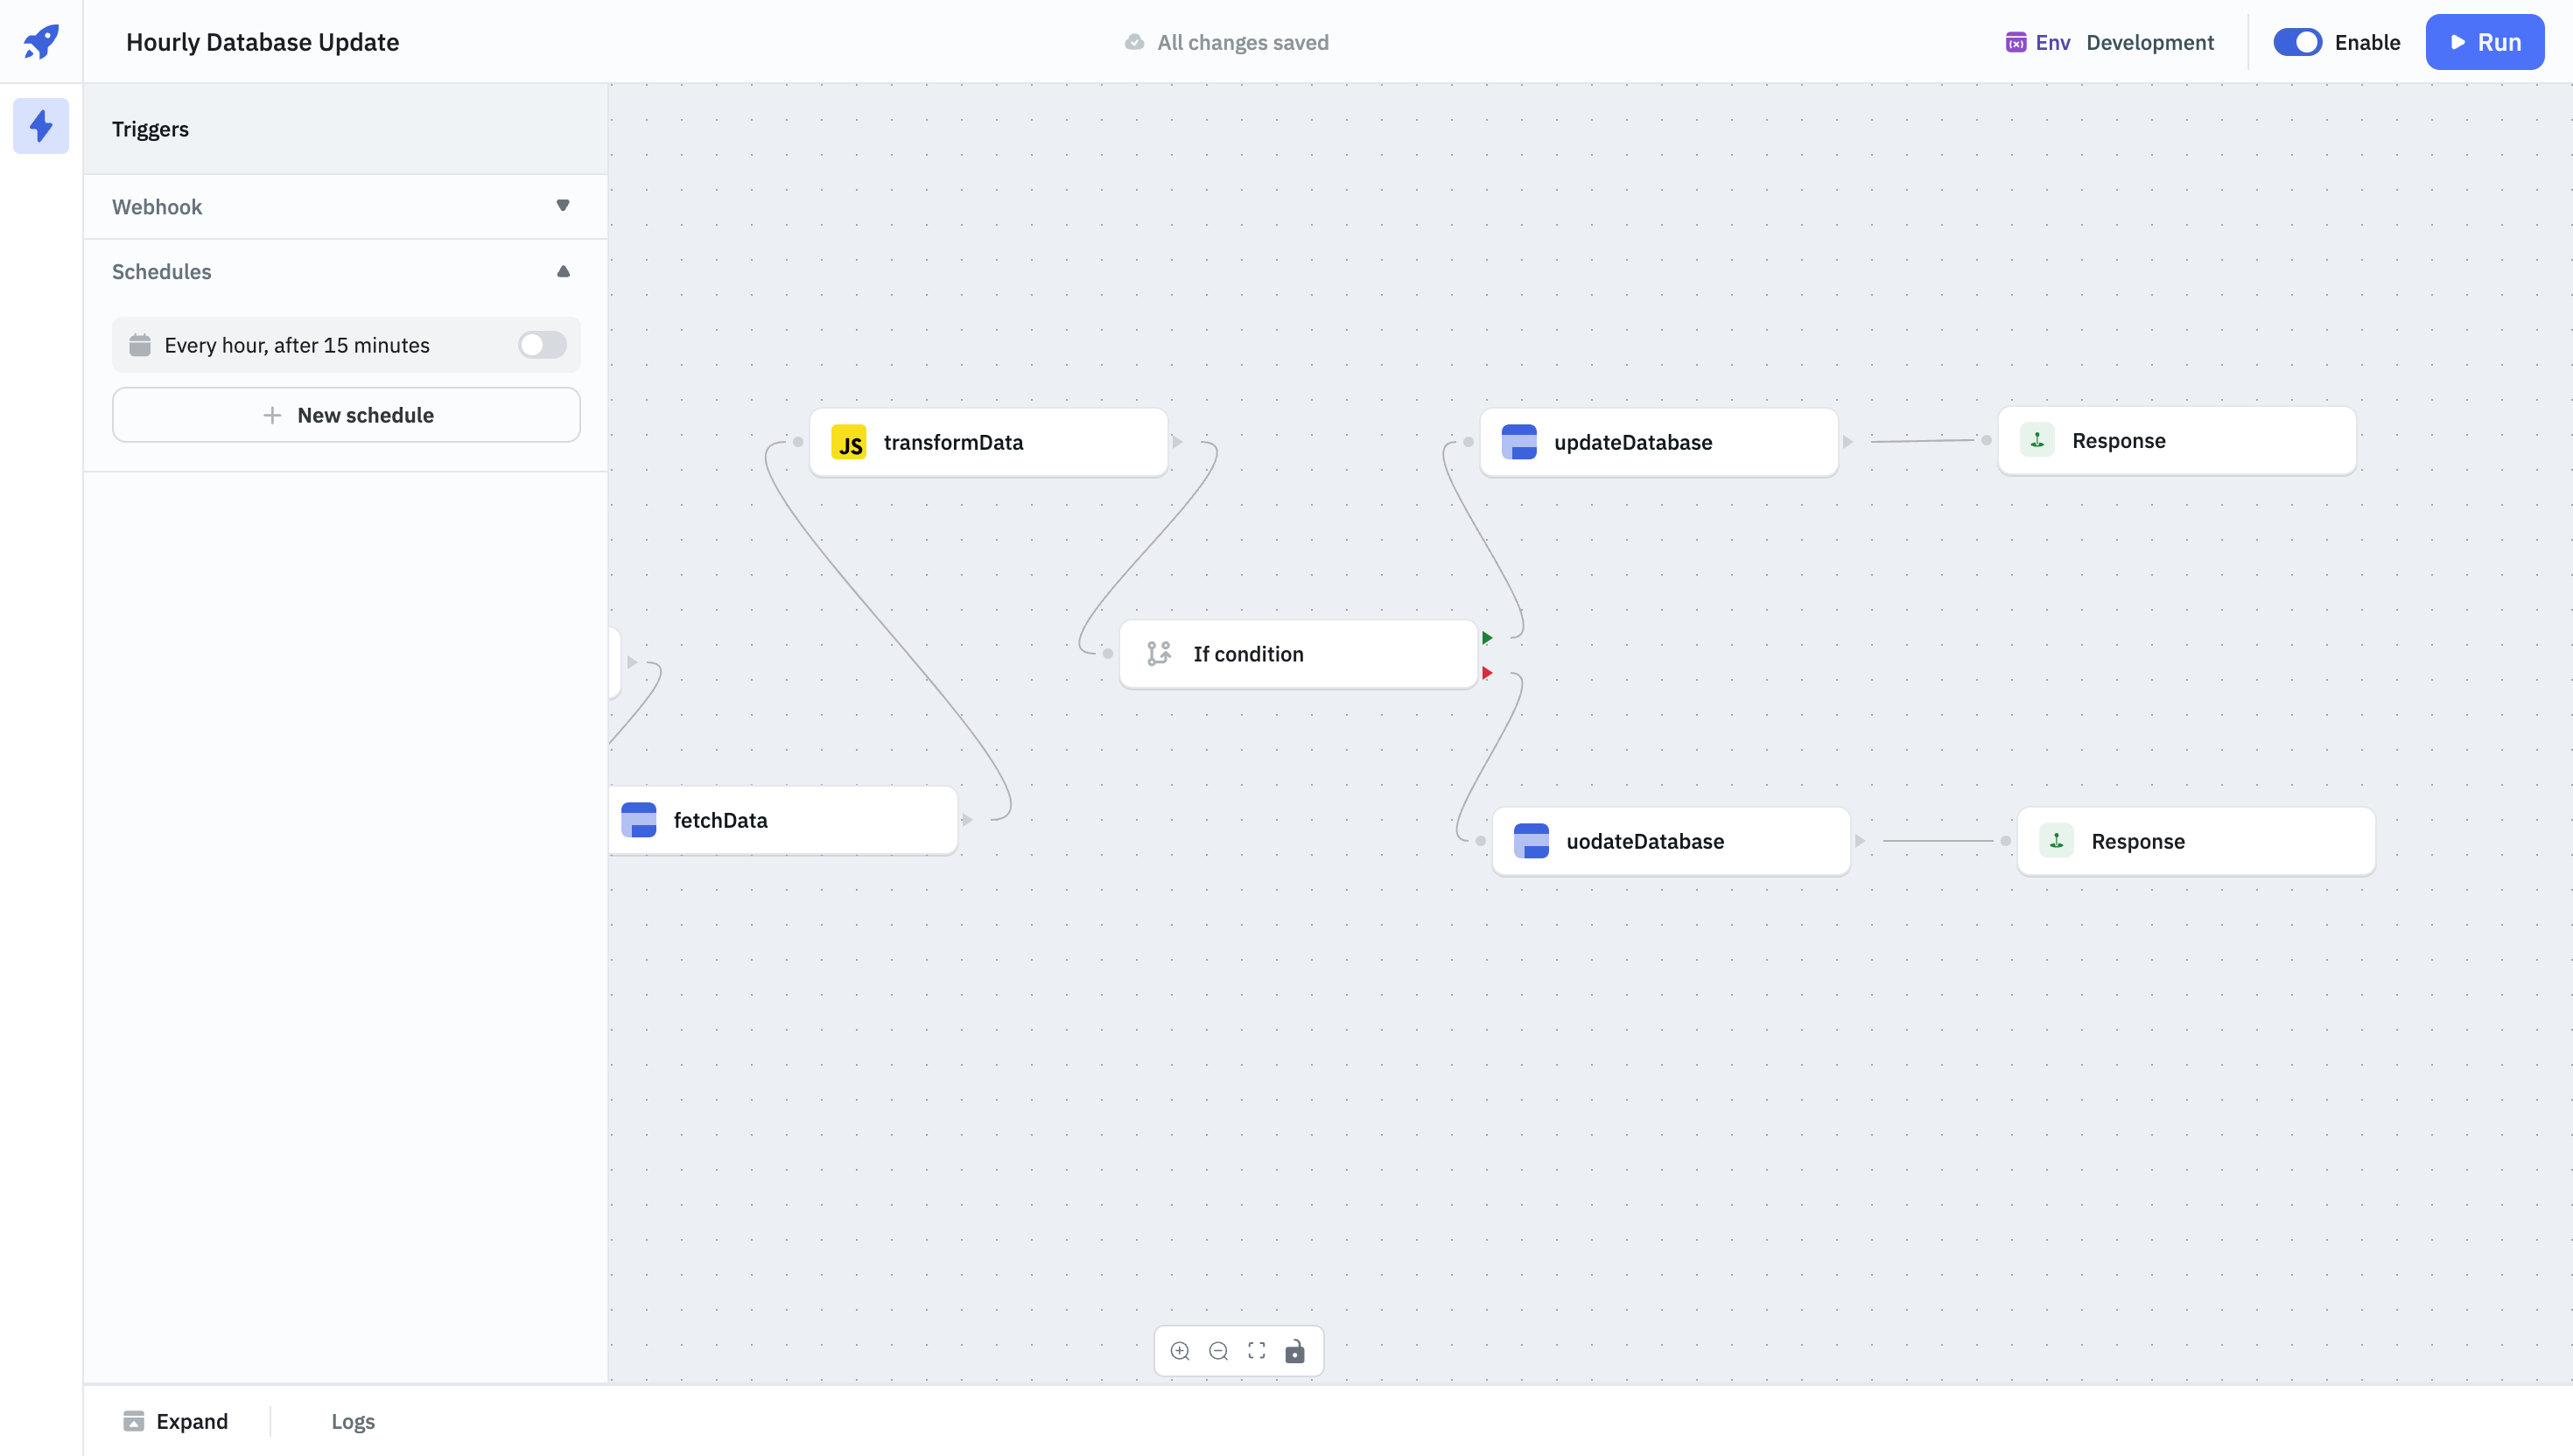 Hourly Database Update
All changes saved
Env Development
Enable
Run
Triggers
Webhook
Schedules
Every hour, after 15 minutes
New schedule
JS transformData
updateDatabase
Response
If condition
fetchData
uodateDatabase
Response
Expand
Logs